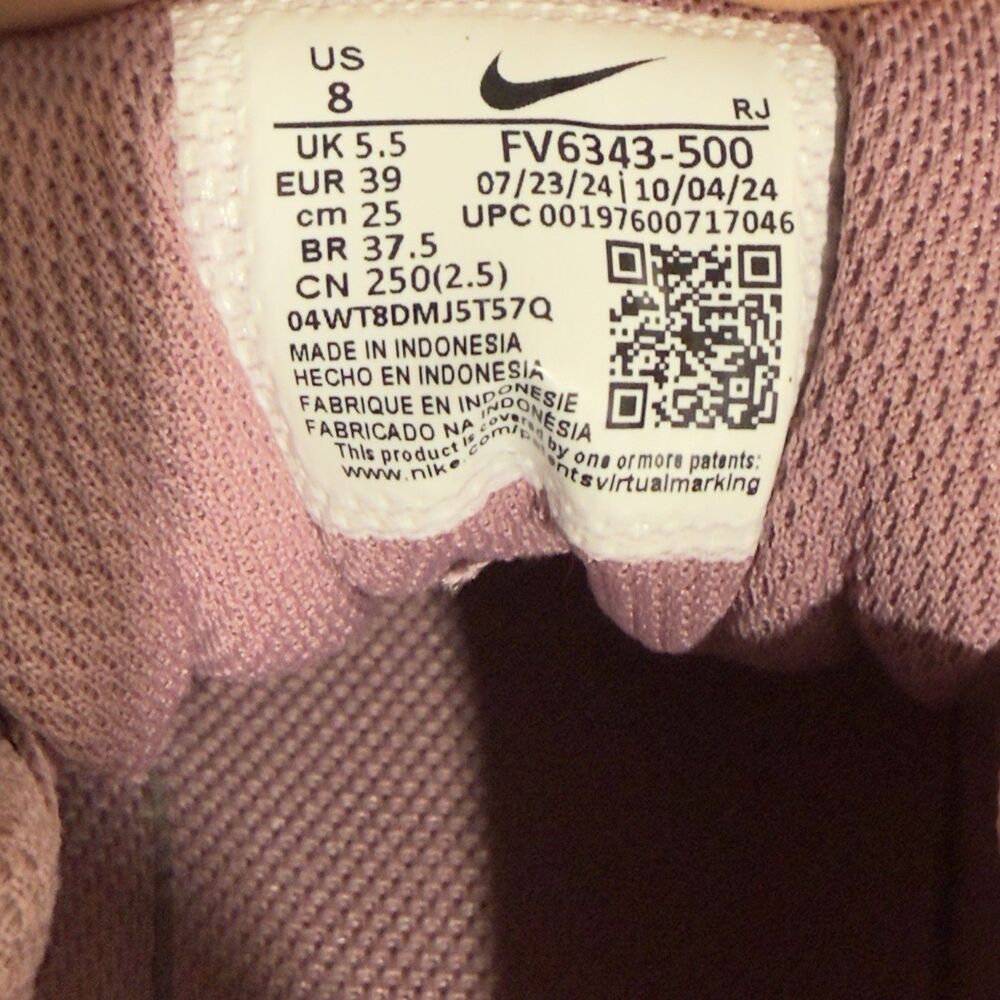 US
8
RJ
UK 5.5
FV6343-500
EUR 39
07/23/24 | 10/04/24
cm 25
UPC 00197600717046
BR 37.5
CN 250(2.5)
04WT8DMJ5T57Q
MADE IN INDONESIA
HECHO EN INDONESIA
FABRIQUE EN INDONESIE
FABRICADO NA INDONÉSIA
This product is covered by one or more patents:
www.nike.com/p entsvirtualmarking